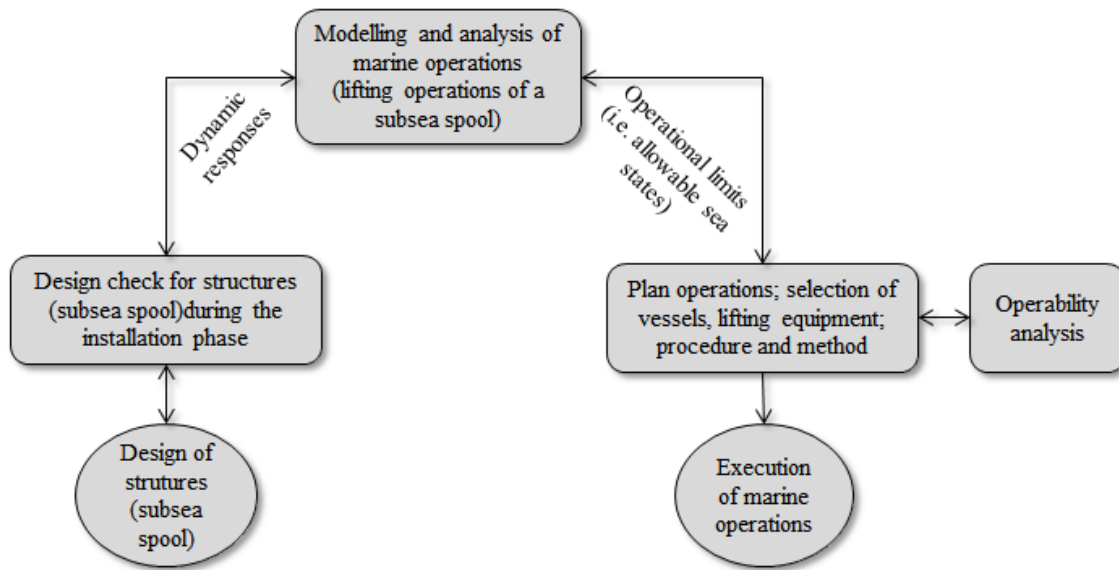 Modelling and analysis of
marine operations
(lifting operations of a
subsea spool)
Dynamic
responses
Operational limits
(i.e. allowable sea
states)
Design check for structures
(subsea spool)during the
installation phase
Plan operations; selection of
vessels, lifting equipment;
procedure and method
Operability
analysis
Design of
strutures
(subsea
spool)
Execution
of marine
operations